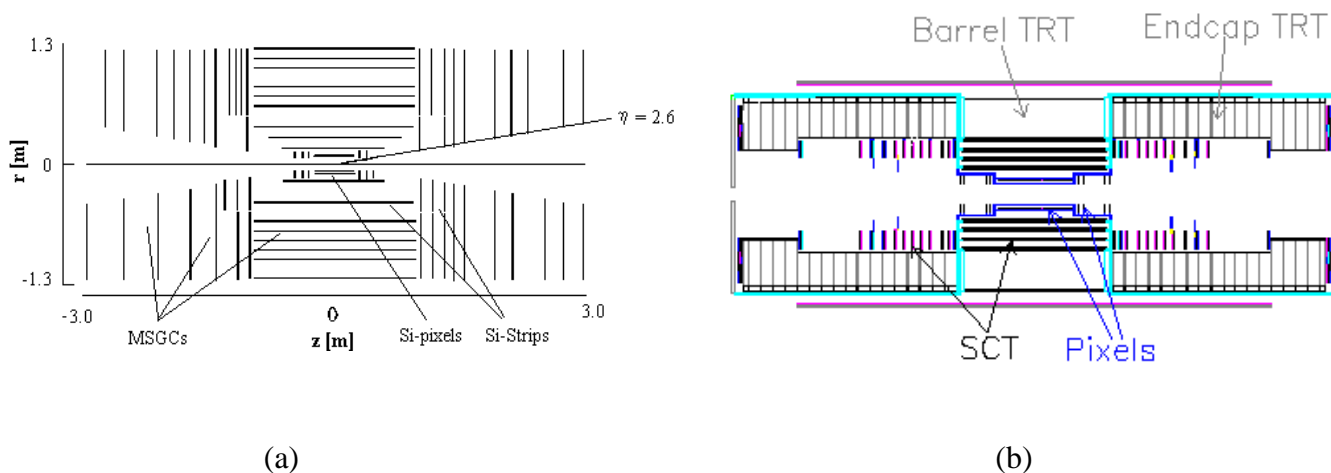 1.3
r [m]
0
-1.3
η = 2.6
-3.0
0
3.0
MSGCs
z [m]
Si-pixels
Si-Strips
(a)
Barrel TRT
Endcap TRT
SCT
Pixels
(b)